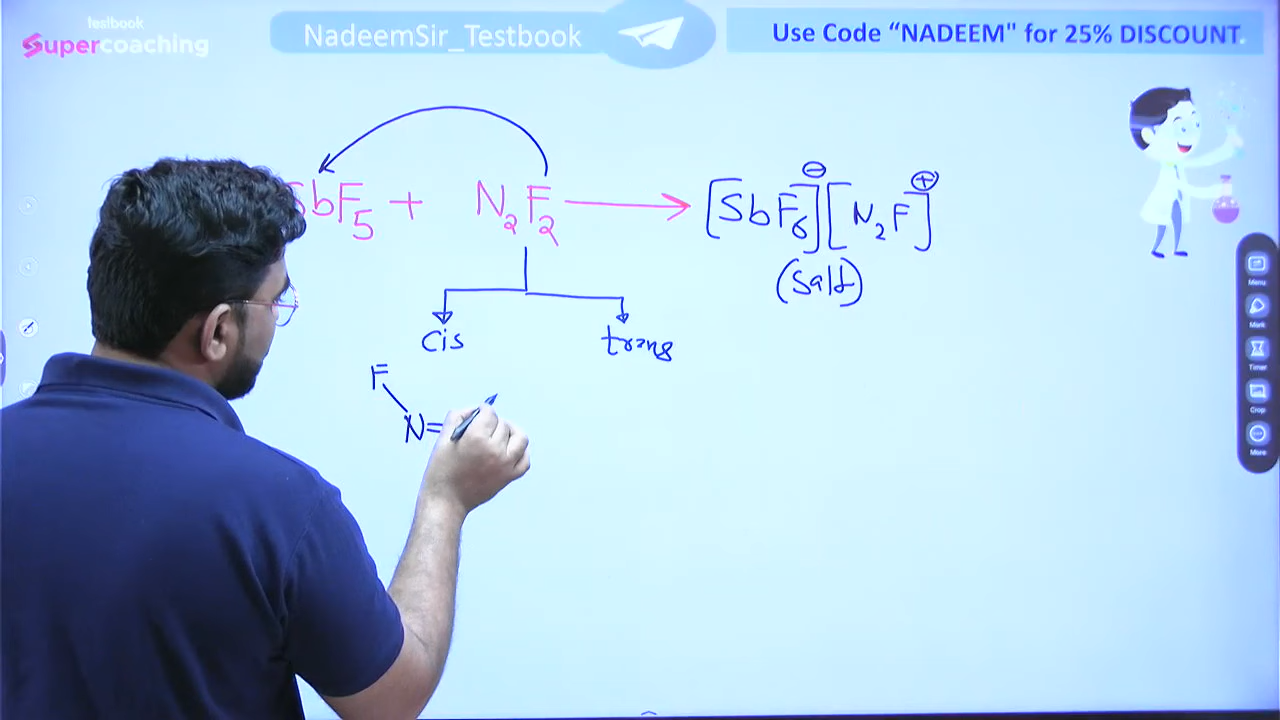 testbook
Supercoaching
NadeemSir_Testbook
Use Code “NADEEM" for 25% DISCOUNT.
SbF5 + N2F2 → [SbF6]⊖ [N2F]⊕
(Salt)
cis trans
F
N=
Menu
Mark
Timer
Crop
More